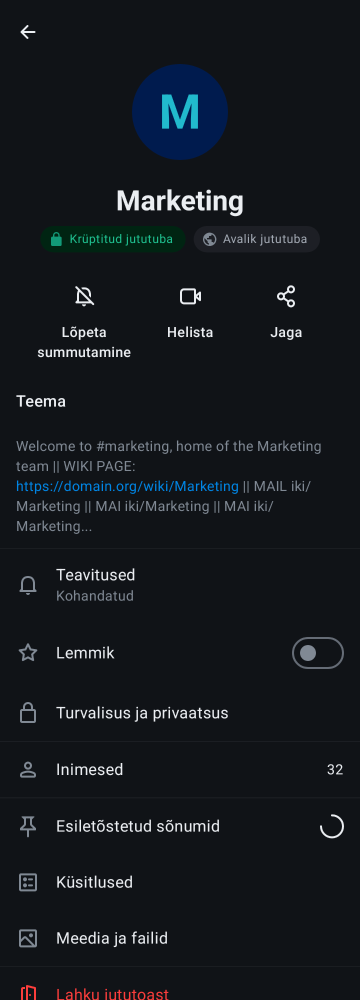 M
Marketing
Krüptitud jututuba
Avalik jututuba
Lõpeta
summutamine
Helista
Jaga
Teema
Welcome to #marketing, home of the Marketing
team || WIKI PAGE:
https://domain.org/wiki/Marketing || MAIL iki/
Marketing || MAI iki/Marketing || MAI iki/
Marketing...
Teavitused
Kohandatud
Lemmik
Turvalisus ja privaatsus
Inimesed
32
Esiletõstetud sõnumid
Küsitlused
Meedia ja failid
Lahku jututoast